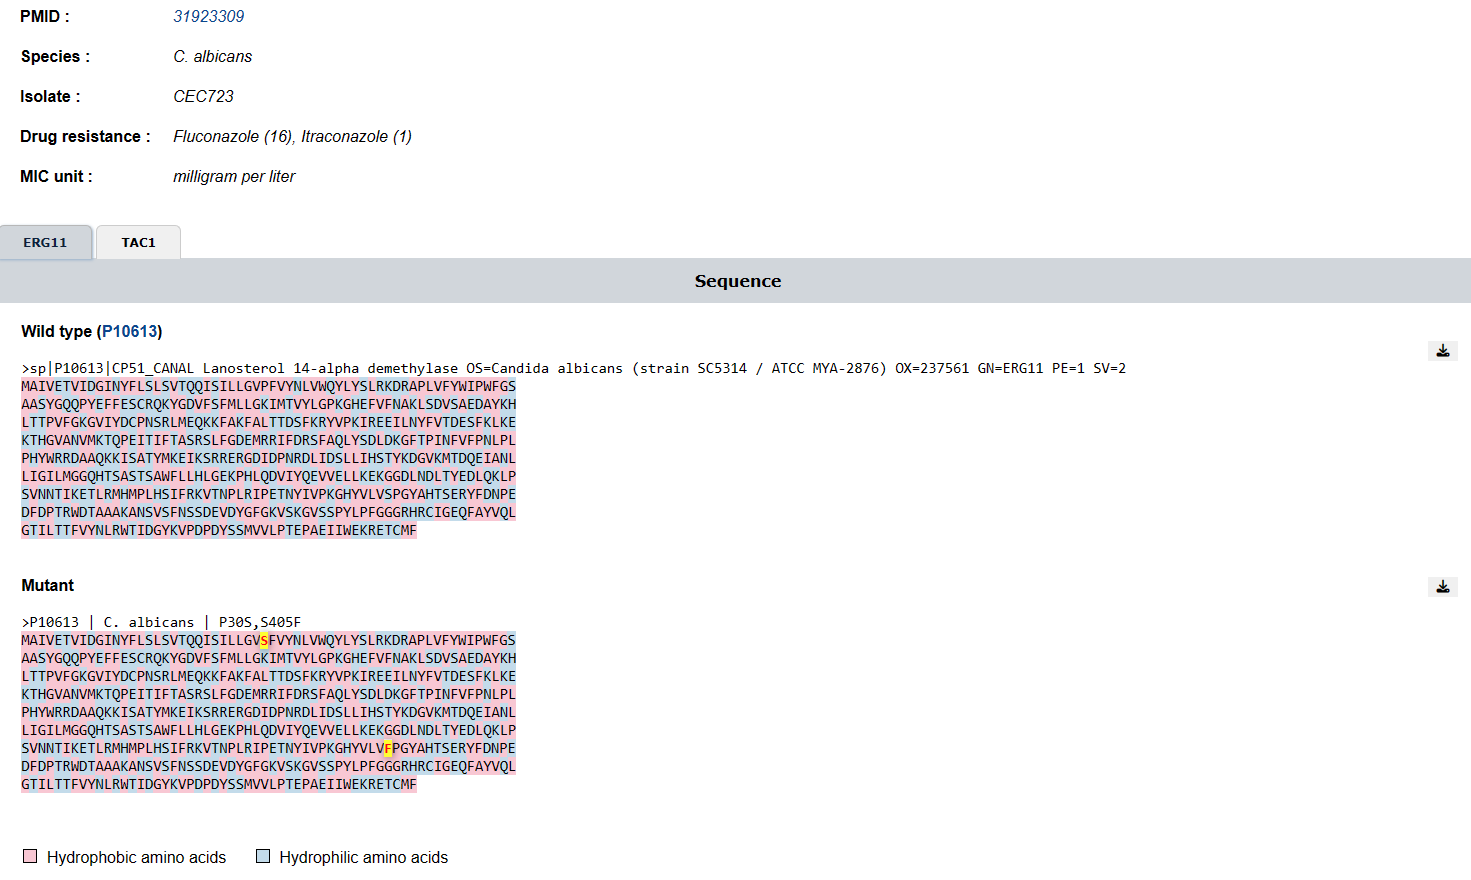 PMID : 31923309
Species : C. albicans
Isolate : CEC723
Drug resistance : Fluconazole (16), Itraconazole (1)
MIC unit : milligram per liter
ERG11 TAC1
Sequence
Wild type (P10613)
>sp|P10613|CP51_CANAL Lanosterol 14-alpha demethylase OS=Candida albicans (strain SC5314 / ATCC MYA-2876) OX=237561 GN=ERG11 PE=1 SV=2
MAIVETVIDGINYFLSLSVTQQISILLGVPFVYNLVWQYLYSLRKDRAPLVFYWIPWFGS
AASYGQQPYEFFESCRQKYGDVFSFMLLGKIMTVYLGPKGHEFVFNAKLSDVSAEDAYKH
LTTPVFGKGVIYDCPNSRLMEQKKFAKFALTTDSFKRYVPKIREEILNYFVTDESFKLKE
KTHGVANVMKTQPEITIFTASRSLFGDEMRRIFDRSFAQLYSDLDKGFTPINFVFPNLPL
PHYWRRDAAQKKISATYMKEIKSRRERGDIDPNRDLIDSLLIHSTYKDGVKMTDQEIANL
LIGILMGGQHTSASTSAWFLLHLGEKPHLQDVIYQEVVELLKEKGGDLNDLTYEDLQKLP
SVNNTIKETLRMHMPLHSIFRKVTNPLRIPETNYIVPKGHYVLVSPGYAHTSERYFDNPE
DFDPTRWDTAAAKANSVSFNSSDEVDYGFGKVSKGVSSPYLPFGGGRHRCIGEQFAYVQL
GTILTTFVYNLRWTIDGYKVPDPDYSSMVVLPTEPAEIIWEKRETCMF
Mutant
>P10613 | C. albicans | P30S,S405F
MAIVETVIDGINYFLSLSVTQQISILLGVSFVYNLVWQYLYSLRKDRAPLVFYWIPWFGS
AASYGQQPYEFFESCRQKYGDVFSFMLLGKIMTVYLGPKGHEFVFNAKLSDVSAEDAYKH
LTTPVFGKGVIYDCPNSRLMEQKKFAKFALTTDSFKRYVPKIREEILNYFVTDESFKLKE
KTHGVANVMKTQPEITIFTASRSLFGDEMRRIFDRSFAQLYSDLDKGFTPINFVFPNLPL
PHYWRRDAAQKKISATYMKEIKSRRERGDIDPNRDLIDSLLIHSTYKDGVKMTDQEIANL
LIGILMGGQHTSASTSAWFLLHLGEKPHLQDVIYQEVVELLKEKGGDLNDLTYEDLQKLP
SVNNTIKETLRMHMPLHSIFRKVTNPLRIPETNYIVPKGHYVLVFPGYAHTSERYFDNPE
DFDPTRWDTAAAKANSVSFNSSDEVDYGFGKVSKGVSSPYLPFGGGRHRCIGEQFAYVQL
GTILTTFVYNLRWTIDGYKVPDPDYSSMVVLPTEPAEIIWEKRETCMF
Hydrophobic amino acids Hydrophilic amino acids